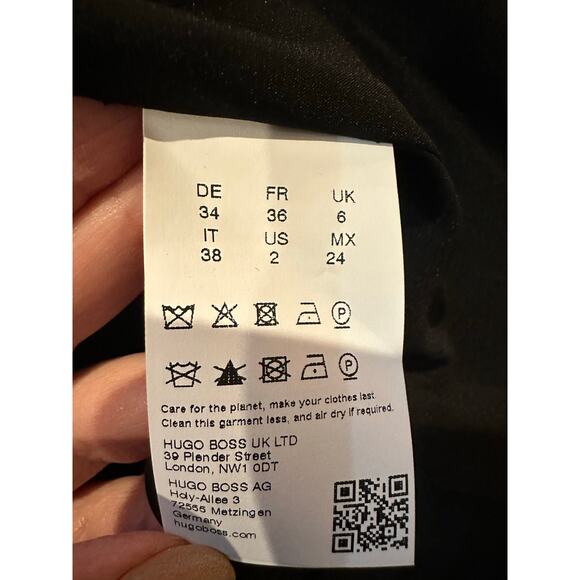 DE FR UK
34 36 6
IT US MX
38 2 24
P
P
Care for the planet, make your clothes last.
Clean this garment less, and air dry if required.
HUGO BOSS UK LTD
39 Plender Street
London, NW1 0DT
HUGO BOSS AG
Holy-Allee 3
72555 Metzingen
Germany
hugoboss.com